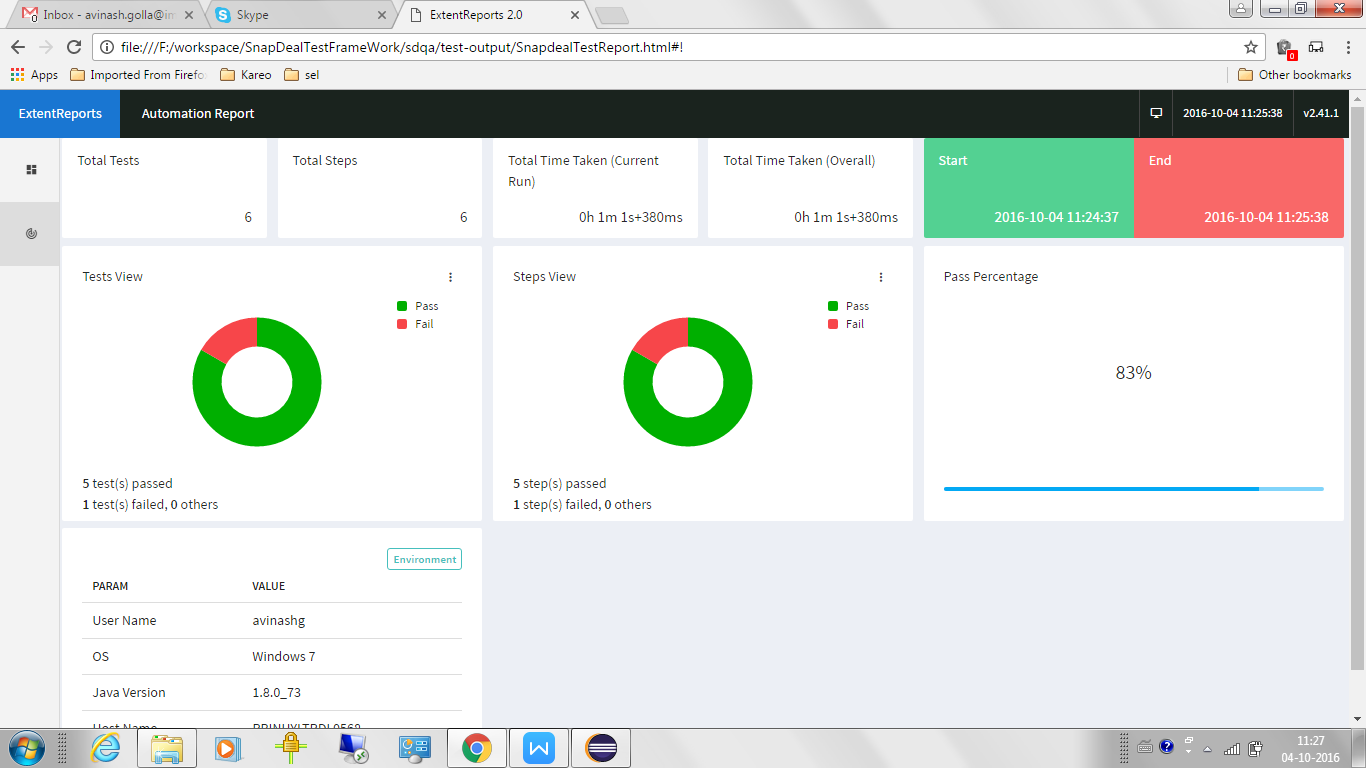 Inbox - avinash.golla@im
Skype
ExtentReports 2.0
file:///F:/workspace/SnapDealTestFrameWork/sdqa/test-output/SnapdealTestReport.html#!
0
Apps
Imported From Firefo
Kareo
sel
Other bookmarks
ExtentReports
Automation Report
2016-10-04 11:25:38
v2.41.1
Total Tests
6
Total Steps
6
Total Time Taken (Current
Run)
0h 1m 1s+380ms
Total Time Taken (Overall)
0h 1m 1s+380ms
Start
2016-10-04 11:24:37
End
2016-10-04 11:25:38
Tests View
Pass
Fail
5 test(s) passed
1 test(s) failed, 0 others
Steps View
Pass
Fail
5 step(s) passed
1 step(s) failed, 0 others
Pass Percentage
83%
Environment
PARAM VALUE
User Name avinashg
OS Windows 7
Java Version 1.8.0_73
Host Name
11:27
04-10-2016